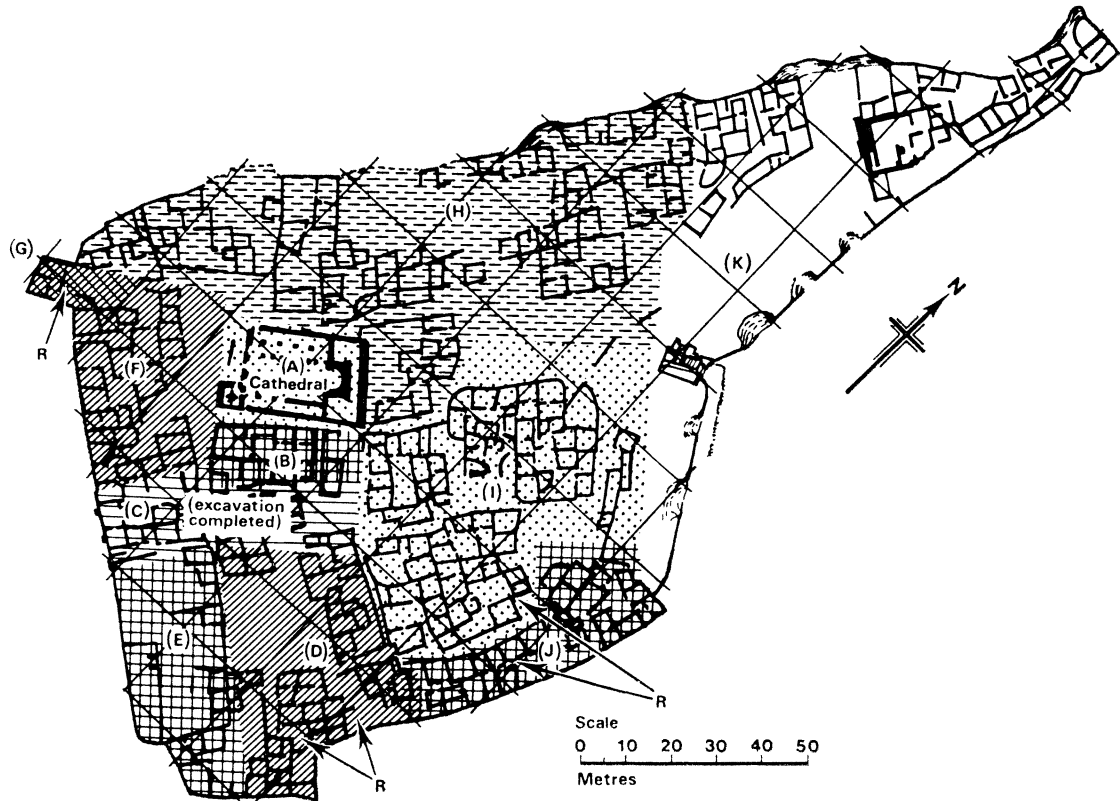 (H)
(G)
(K)
N
R
(F)
(A)
Cathedral
(B)
(I)
(C)
(excavation
completed)
(E)
(D)
(J)
R
R
Scale
0 10 20 30 40 50
Metres